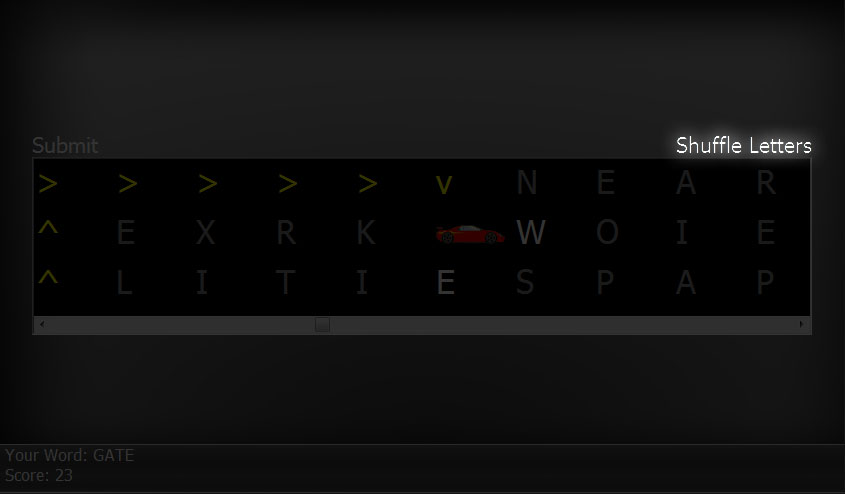 Submit Shuffle Letters
> > > > > v N E A R
^ E X R K W O I E
^ L I T I E S P A P
Your Word: GATE
Score: 23